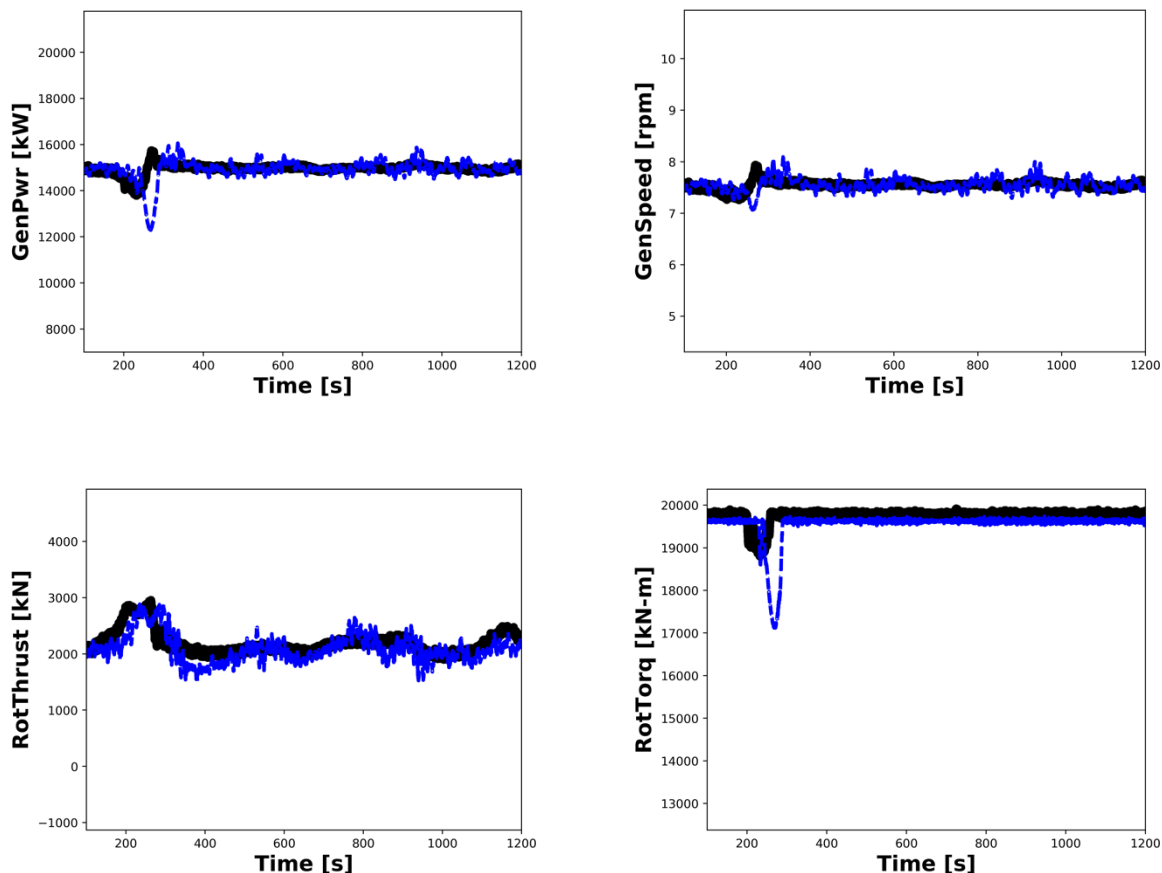 GenPwr [kW]
20000
18000
16000
14000
12000
10000
8000
200 400 600 800 1000 1200
Time [s]
GenSpeed [rpm]
10
9
8
7
6
5
200 400 600 800 1000 1200
Time [s]
RotThrust [kN]
4000
3000
2000
1000
0
−1000
200 400 600 800 1000 1200
Time [s]
RotTorq [kN-m]
20000
19000
18000
17000
16000
15000
14000
13000
200 400 600 800 1000 1200
Time [s]